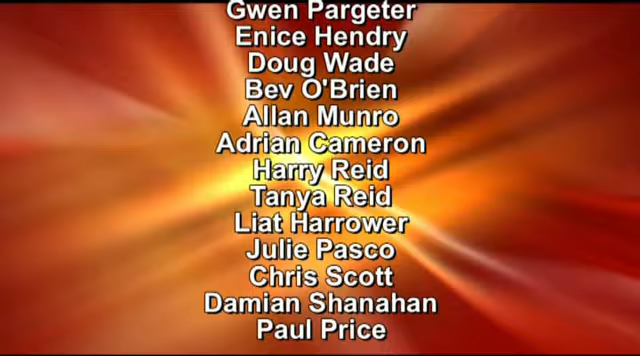 Gwen Pargeter
Enice Hendry
Doug Wade
Bev O'Brien
Allan Munro
Adrian Cameron
Harry Reid
Tanya Reid
Liat Harrower
Julie Pasco
Chris Scott
Damian Shanahan
Paul Price